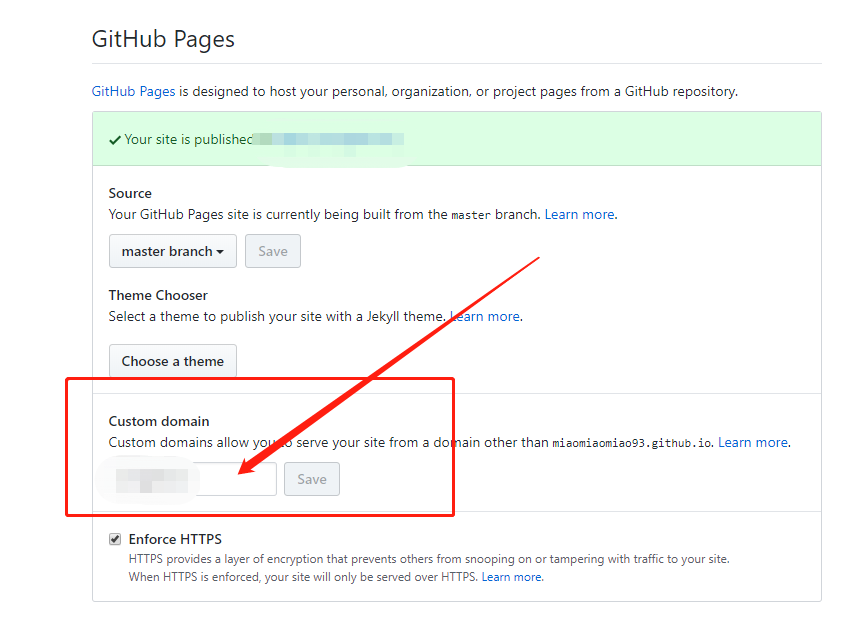 GitHub Pages
GitHub Pages is designed to host your personal, organization, or project pages from a GitHub repository.
Your site is published
Source
Your GitHub Pages site is currently being built from the master branch. Learn more.
master branch
Save
Theme Chooser
Select a theme to publish your site with a Jekyll theme. Learn more.
Choose a theme
Custom domain
Custom domains allow you to serve your site from a domain other than miaomiaomiao93.github.io. Learn more.
Save
Enforce HTTPS
HTTPS provides a layer of encryption that prevents others from snooping on or tampering with traffic to your site.
When HTTPS is enforced, your site will only be served over HTTPS. Learn more.